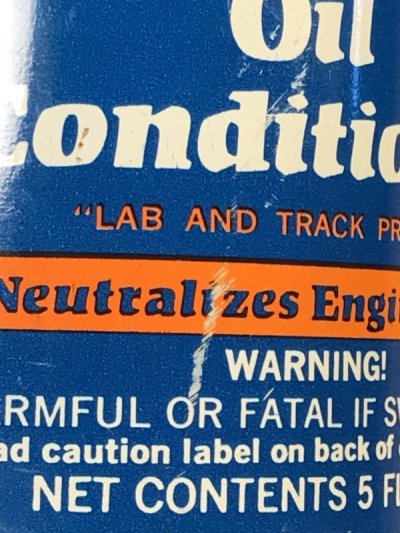 Oil
Conditio
"LAB AND TRACK PR
Neutralizes Engi
WARNING!
ARMFUL OR FATAL IF SW
ad caution label on back of
NET CONTENTS 5 FL